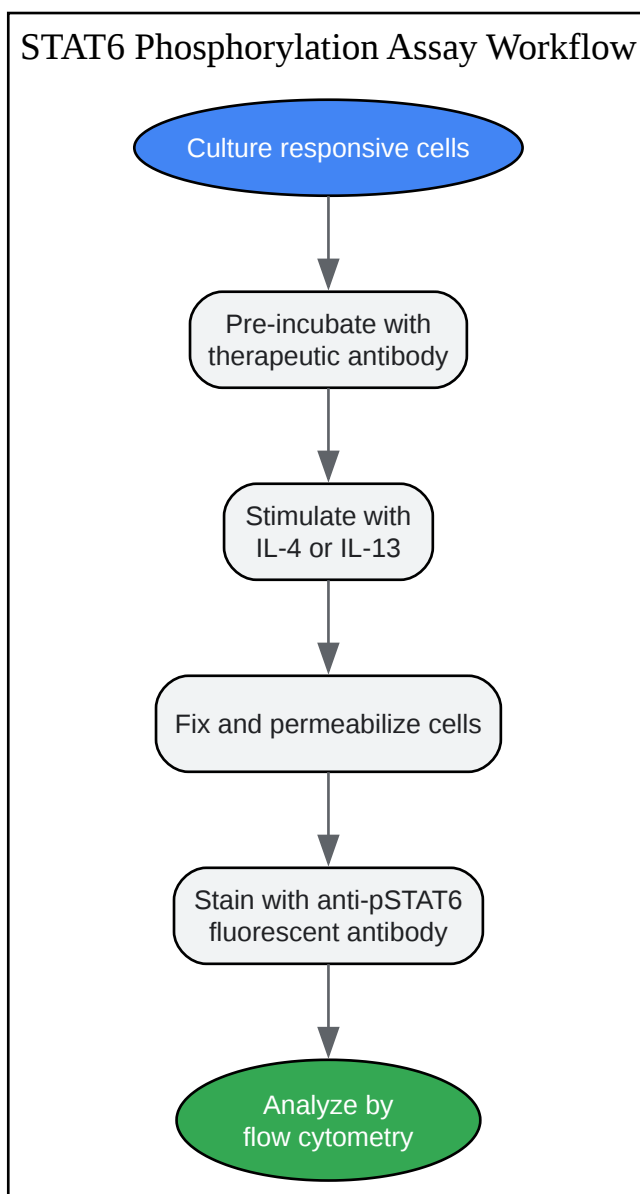 STAT6 Phosphorylation Assay Workflow
Culture responsive cells
Pre-incubate with
therapeutic antibody
Stimulate with
IL-4 or IL-13
Fix and permeabilize cells
Stain with anti-pSTAT6
fluorescent antibody
Analyze by
flow cytometry